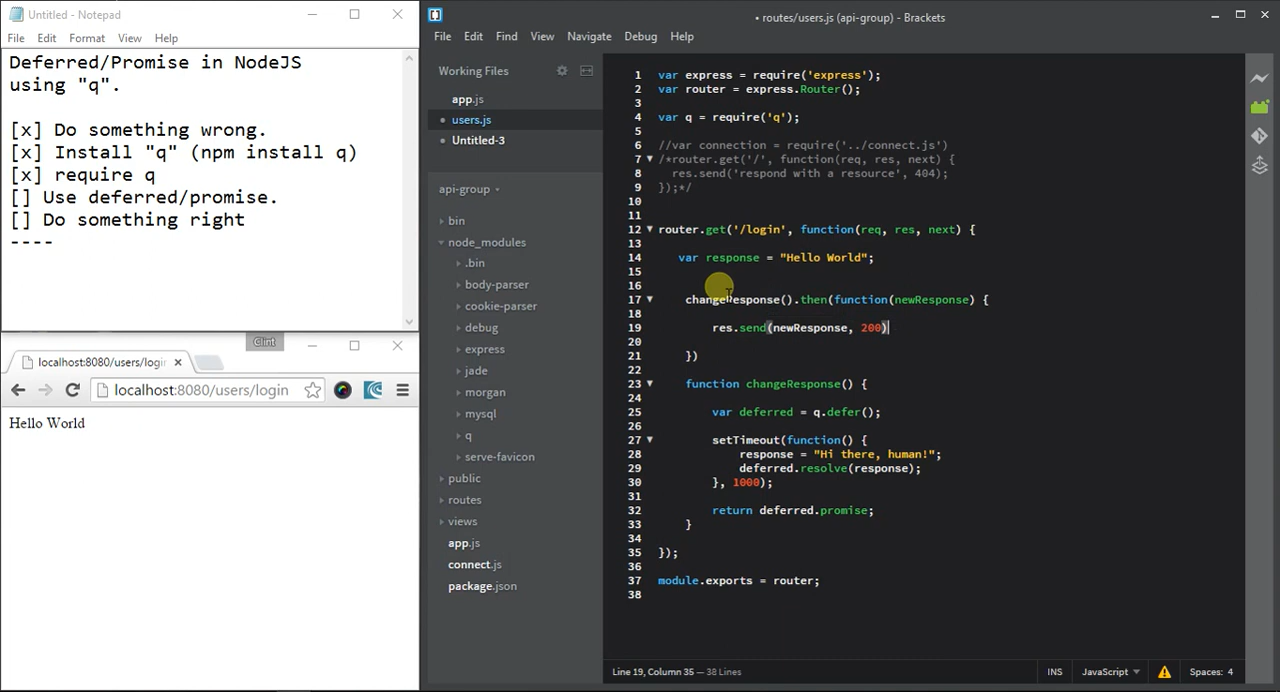 Untitled - Notepad
File Edit Format View Help
Deferred/Promise in NodeJS
using "q".
[x] Do something wrong.
[x] Install "q" (npm install q)
[x] require q
[] Use deferred/promise.
[] Do something right
----
Clint
localhost:8080/users/login
localhost:8080/users/login
Hello World
• routes/users.js (api-group) - Brackets
File Edit Find View Navigate Debug Help
Working Files
app.js
users.js
Untitled-3
api-group
bin
node_modules
.bin
body-parser
cookie-parser
debug
express
jade
morgan
mysql
q
serve-favicon
public
routes
views
app.js
connect.js
package.json
1 var express = require('express');
2 var router = express.Router();
3
4 var q = require('q');
5
6 //var connection = require('../connect.js')
7 /*router.get('/', function(req, res, next) {
8 res.send('respond with a resource', 404);
9 });*/
10
11
12 router.get('/login', function(req, res, next) {
13
14 var response = "Hello World";
15
16
17 changeResponse().then(function(newResponse) {
18
19 res.send(newResponse, 200)
20
21 })
22
23 function changeResponse() {
24
25 var deferred = q.defer();
26
27 setTimeout(function() {
28 response = "Hi there, human!";
29 deferred.resolve(response);
30 }, 1000);
31
32 return deferred.promise;
33 }
34
35 });
36
37 module.exports = router;
38
Line 19, Column 35 — 38 Lines
INS JavaScript Spaces: 4